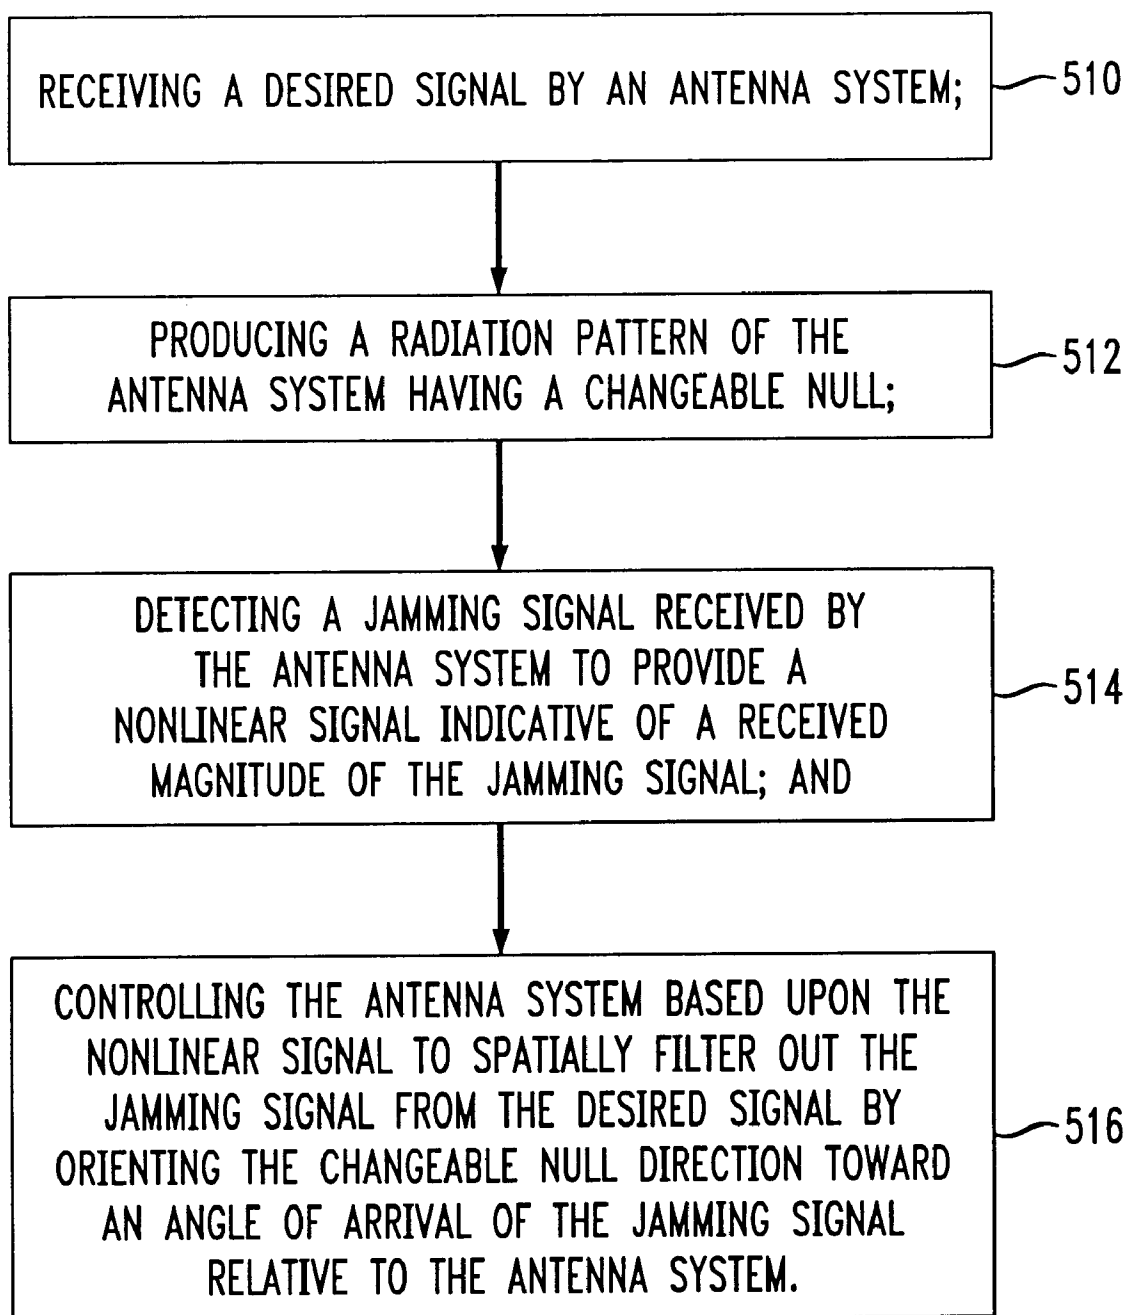 RECEIVING A DESIRED SIGNAL BY AN ANTENNA SYSTEM;
510
PRODUCING A RADIATION PATTERN OF THE
ANTENNA SYSTEM HAVING A CHANGEABLE NULL;
512
DETECTING A JAMMING SIGNAL RECEIVED BY
THE ANTENNA SYSTEM TO PROVIDE A
NONLINEAR SIGNAL INDICATIVE OF A RECEIVED
MAGNITUDE OF THE JAMMING SIGNAL; AND
514
CONTROLLING THE ANTENNA SYSTEM BASED UPON THE
NONLINEAR SIGNAL TO SPATIALLY FILTER OUT THE
JAMMING SIGNAL FROM THE DESIRED SIGNAL BY
ORIENTING THE CHANGEABLE NULL DIRECTION TOWARD
AN ANGLE OF ARRIVAL OF THE JAMMING SIGNAL
RELATIVE TO THE ANTENNA SYSTEM.
516